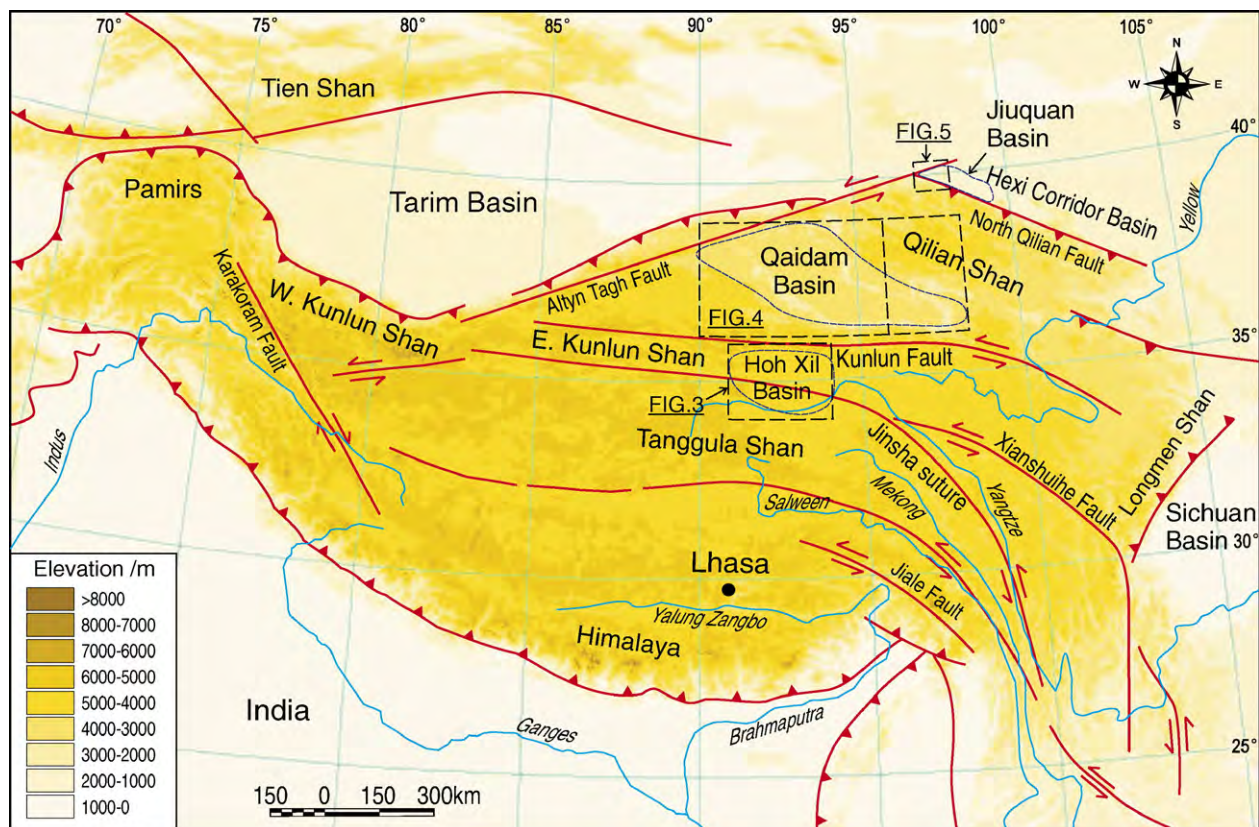 70°
75°
80°
85°
90°
95°
100°
105°
N
W
E
S
Tien Shan
Jiuquan
Basin
FIG.5
40°
Pamirs
Tarim Basin
Hexi Corridor Basin
Yellow
North Qilian Fault
Qilian Shan
Qaidam
Basin
Karakoram Fault
W. Kunlun Shan
Altyn Tagh Fault
FIG.4
35°
E. Kunlun Shan
Kunlun Fault
Hoh Xil
Basin
FIG.3
Tanggula Shan
Indus
Jinsha suture
Xianshuihe Fault
Longmen Shan
Salween
Mekong
Yangtze
Sichuan
Basin
30°
Elevation /m
>8000
8000-7000
7000-6000
6000-5000
5000-4000
4000-3000
3000-2000
2000-1000
1000-0
Lhasa
Jiale Fault
Yalung Zangbo
Himalaya
India
Ganges
Brahmaputra
25°
150 0 150 300km